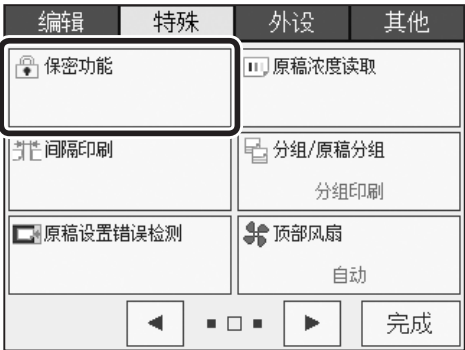 编辑 特殊 外设 其他
保密功能 原稿浓度读取
间隔印刷 分组/原稿分组
分组印刷
原稿设置错误检测 顶部风扇
自动
完成